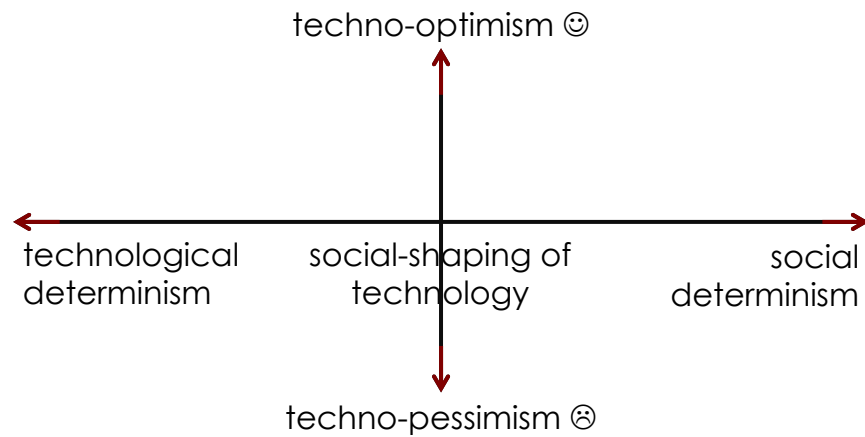 techno-optimism ☺
technological
determinism
social-shaping of
technology
social
determinism
techno-pessimism ☹